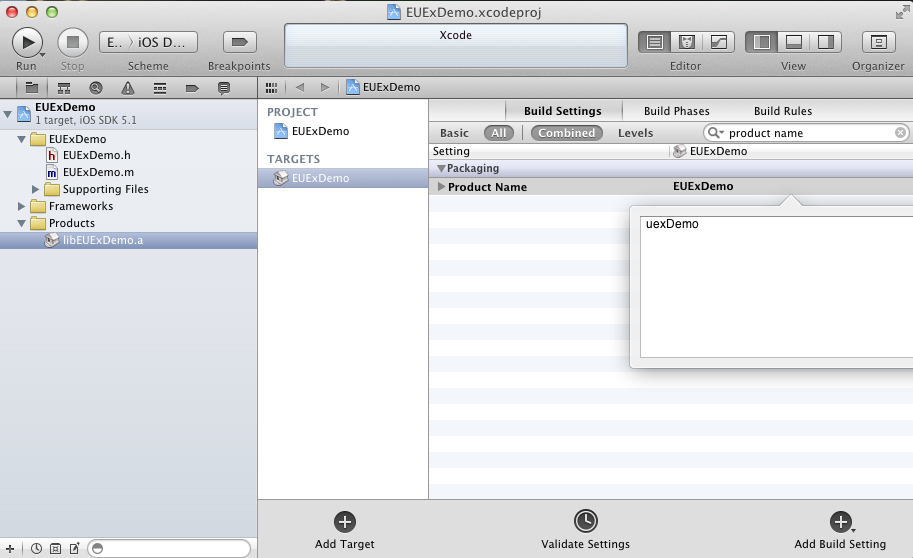 EUExDemo.xcodeproj
E.. 〉 iOS D...
Xcode
Run
Stop
Scheme
Breakpoints
Editor
View
Organizer
EUExDemo
EUExDemo
1 target, iOS SDK 5.1
EUExDemo
h EUExDemo.h
m EUExDemo.m
Supporting Files
Frameworks
Products
libEUExDemo.a
PROJECT
EUExDemo
TARGETS
EUExDemo
Build Settings Build Phases Build Rules
Basic All Combined Levels product name
Setting EUExDemo
Packaging
Product Name EUExDemo
uexDemo
Add Target Validate Settings Add Build Setting